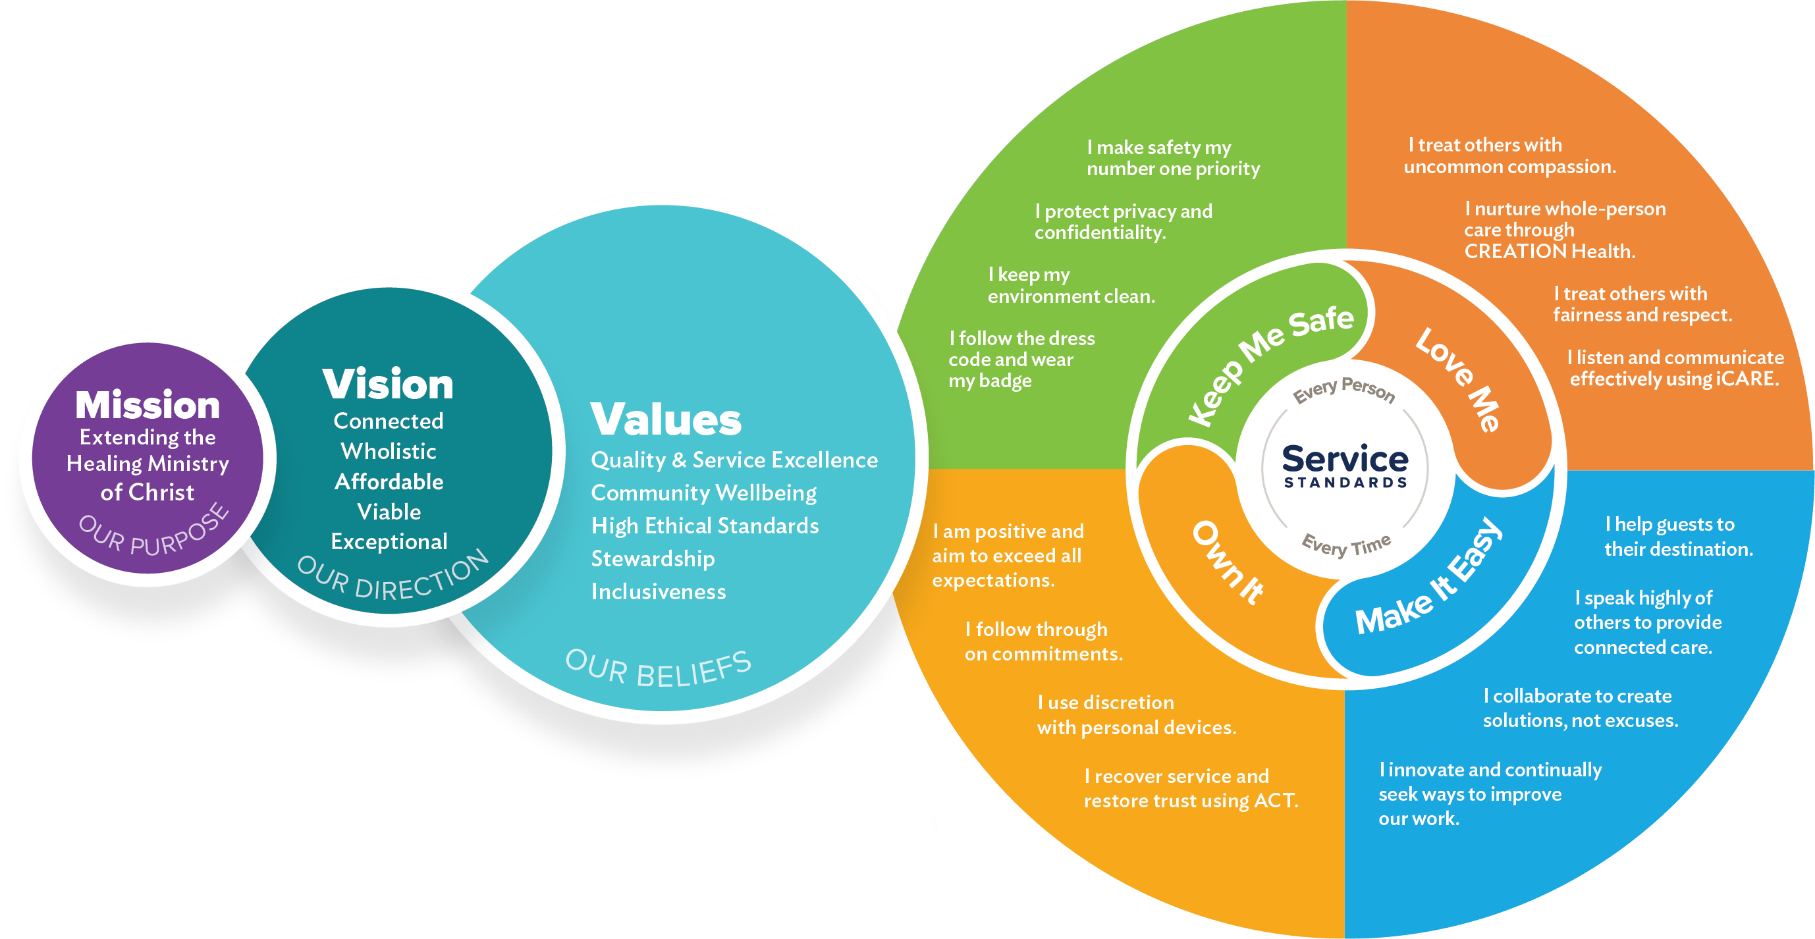 Mission
Extending the
Healing Ministry
of Christ
OUR PURPOSE
Vision
Connected
Wholistic
Affordable
Viable
Exceptional
OUR DIRECTION
Values
Quality & Service Excellence
Community Wellbeing
High Ethical Standards
Stewardship
Inclusiveness
OUR BELIEFS
Keep Me Safe
I make safety my
number one priority
I protect privacy and
confidentiality.
I keep my
environment clean.
I follow the dress
code and wear
my badge
Love Me
I treat others with
uncommon compassion.
I nurture whole-person
care through
CREATION Health.
I treat others with
fairness and respect.
I listen and communicate
effectively using iCARE.
Every Person
Service
STANDARDS
Every Time
Own It
I am positive and
aim to exceed all
expectations.
I follow through
on commitments.
I use discretion
with personal devices.
I recover service and
restore trust using ACT.
Make It Easy
I help guests to
their destination.
I speak highly of
others to provide
connected care.
I collaborate to create
solutions, not excuses.
I innovate and continually
seek ways to improve
our work.